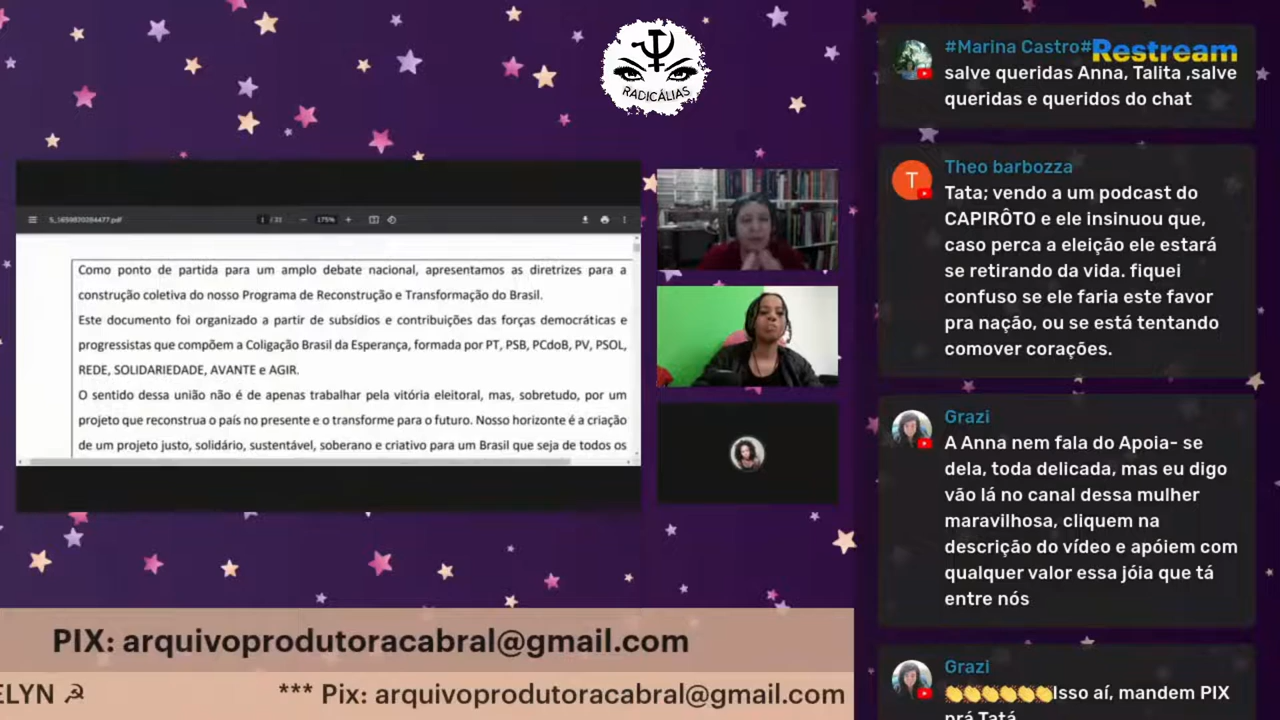 RADICÁLIAS
5_1659820284477.pdf
1 / 21
175%
Como ponto de partida para um amplo debate nacional, apresentamos as diretrizes para a
construção coletiva do nosso Programa de Reconstrução e Transformação do Brasil.
Este documento foi organizado a partir de subsídios e contribuições das forças democráticas e
progressistas que compõem a Coligação Brasil da Esperança, formada por PT, PSB, PCdoB, PV, PSOL,
REDE, SOLIDARIEDADE, AVANTE e AGIR.
O sentido dessa união não é de apenas trabalhar pela vitória eleitoral, mas, sobretudo, por um
projeto que reconstrua o país no presente e o transforme para o futuro. Nosso horizonte é a criação
de um projeto justo, solidário, sustentável, soberano e criativo para um Brasil que seja de todos os
PIX: arquivoprodutoracabral@gmail.com
ELYN ☭ *** Pix: arquivoprodutoracabral@gmail.com
#Marina Castro#
Restream
salve queridas Anna, Talita ,salve
queridas e queridos do chat
T
Theo barbozza
Tata; vendo a um podcast do
CAPIRÔTO e ele insinuou que,
caso perca a eleição ele estará
se retirando da vida. fiquei
confuso se ele faria este favor
pra nação, ou se está tentando
comover corações.
Grazi
A Anna nem fala do Apoia- se
dela, toda delicada, mas eu digo
vão lá no canal dessa mulher
maravilhosa, cliquem na
descrição do vídeo e apóiem com
qualquer valor essa jóia que tá
entre nós
Grazi
👏👏👏👏👏👏Isso aí, mandem PIX
prá Tatá